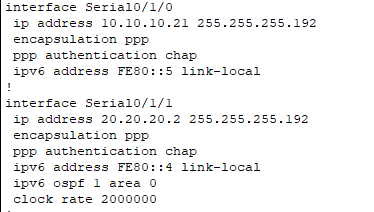 interface Serial0/1/0
ip address 10.10.10.21 255.255.255.192
encapsulation ppp
ppp authentication chap
ipv6 address FE80::5 link-local
!
interface Serial0/1/1
ip address 20.20.20.2 255.255.255.192
encapsulation ppp
ppp authentication chap
ipv6 address FE80::4 link-local
ipv6 ospf 1 area 0
clock rate 2000000